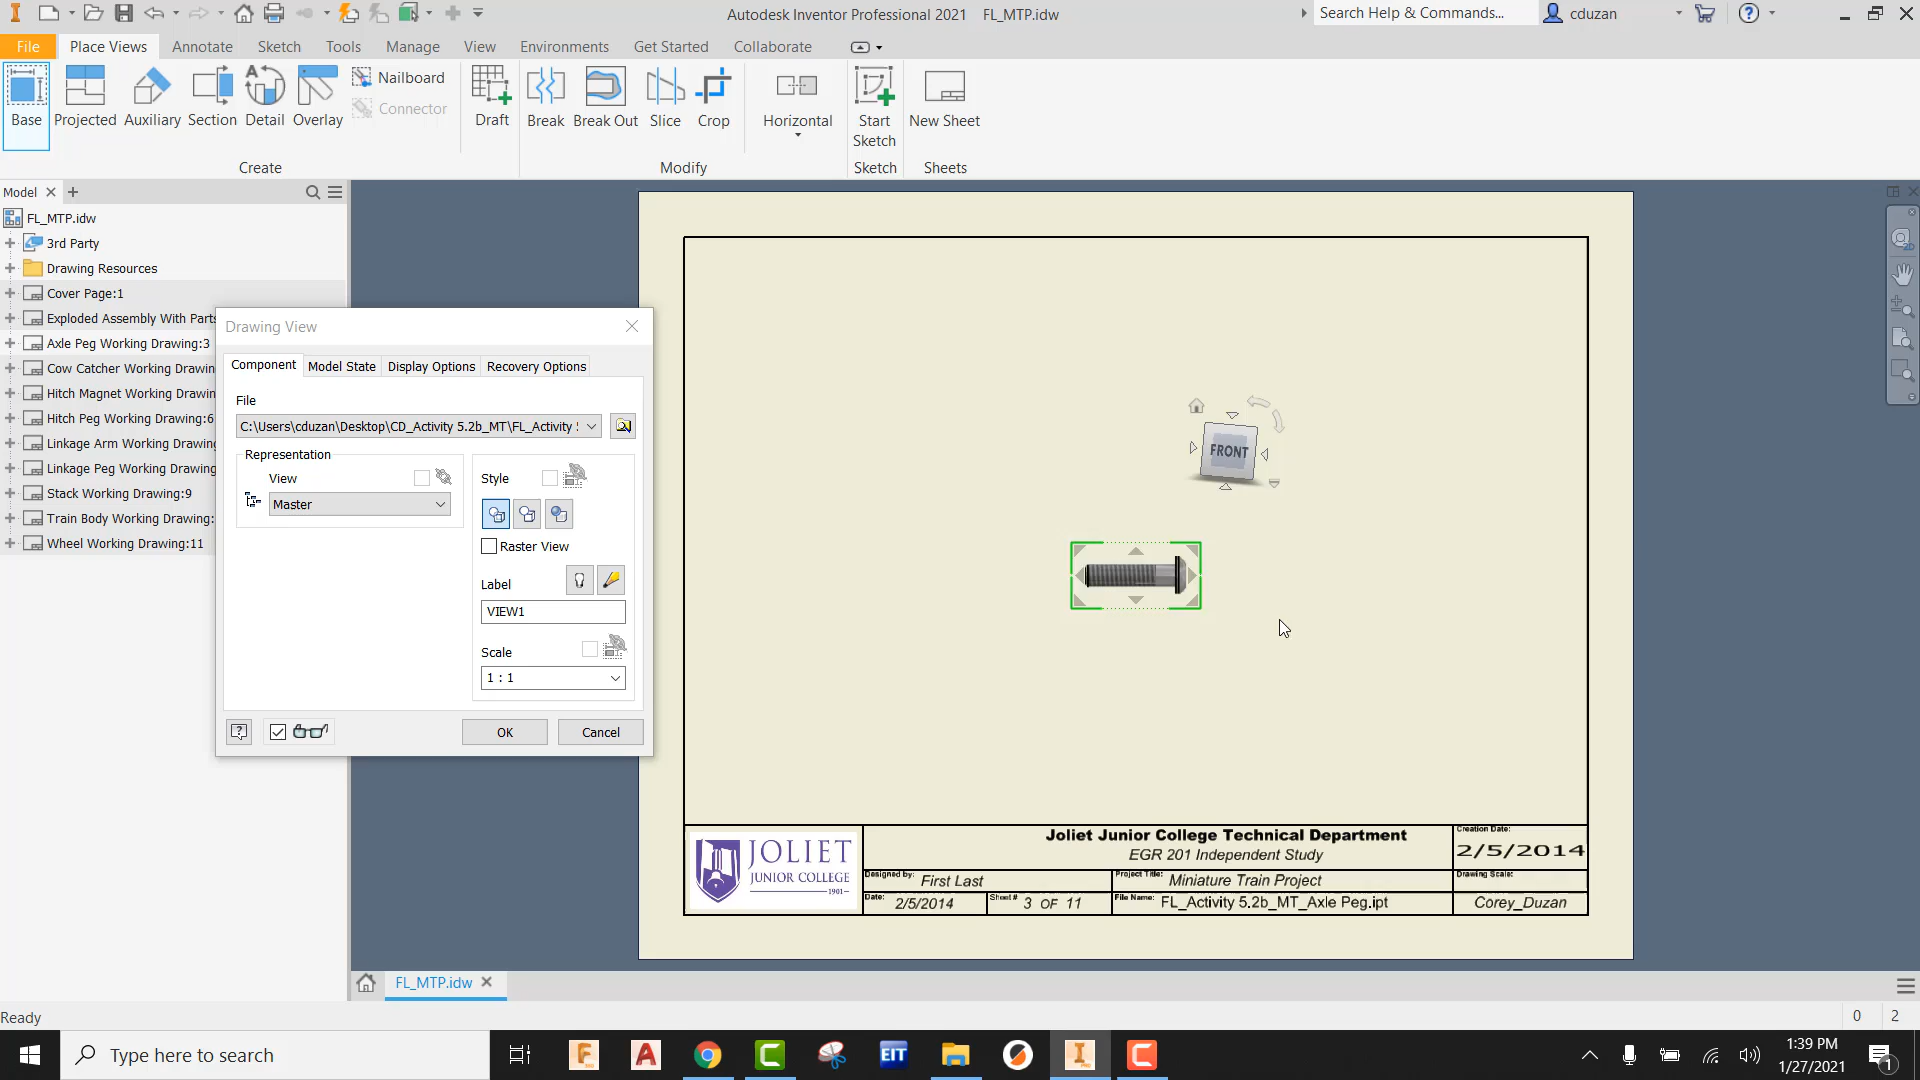 Autodesk Inventor Professional 2021 FL_MTP.idw
Search Help & Commands...
cduzan
File
Place Views
Annotate
Sketch
Tools
Manage
View
Environments
Get Started
Collaborate
Base
Projected
Auxiliary
Section
Detail
Overlay
Nailboard
Connector
Draft
Break
Break Out
Slice
Crop
Horizontal
Start
Sketch
New Sheet
Create
Modify
Sketch
Sheets
Model
FL_MTP.idw
3rd Party
Drawing Resources
Cover Page:1
Exploded Assembly With Parts
Axle Peg Working Drawing:3
Cow Catcher Working Drawin
Hitch Magnet Working Drawin
Hitch Peg Working Drawing:6
Linkage Arm Working Drawing
Linkage Peg Working Drawing
Stack Working Drawing:9
Train Body Working Drawing:
Wheel Working Drawing:11
Drawing View
Component
Model State
Display Options
Recovery Options
File
C:\Users\cduzan\Desktop\CD_Activity 5.2b_MT\FL_Activity
Representation
View
Master
Style
Raster View
Label
VIEW1
Scale
1 : 1
OK
Cancel
FRONT
JOLIET
JUNIOR COLLEGE
1901
Joliet Junior College Technical Department
EGR 201 Independent Study
Creation Date:
2/5/2014
Designed by:
First Last
Project Title:
Miniature Train Project
Drawing Scale:
Date:
2/5/2014
Sheet #
3 OF 11
File Name:
FL_Activity 5.2b_MT_Axle Peg.ipt
Corey_Duzan
FL_MTP.idw
Ready
0
2
Type here to search
EIT
1:39 PM
1/27/2021
1